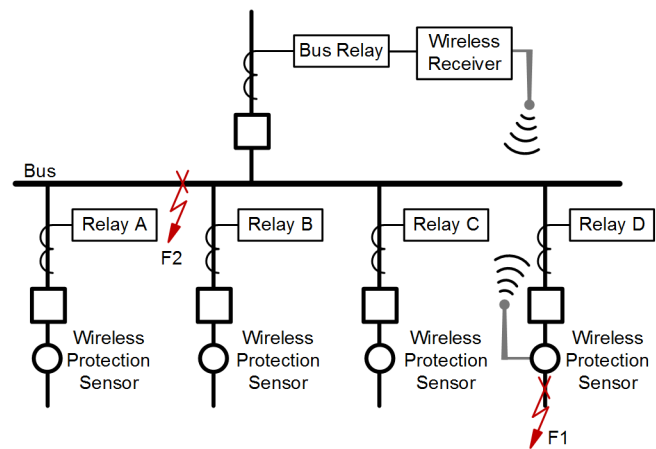 Bus Relay
Wireless
Receiver
Bus
Relay A
Relay B
Relay C
Relay D
F2
Wireless
Protection
Sensor
Wireless
Protection
Sensor
Wireless
Protection
Sensor
Wireless
Protection
Sensor
F1